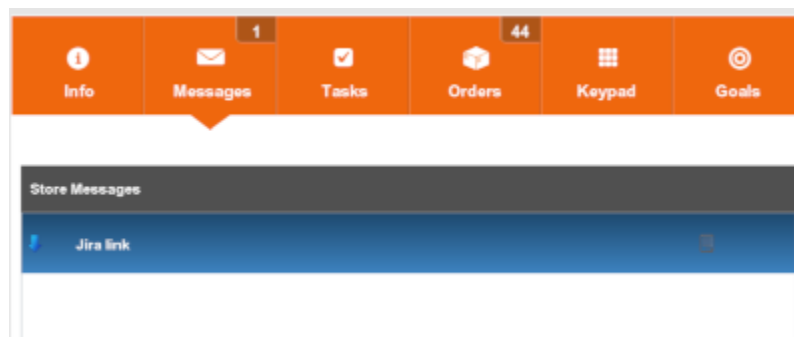 1
44
Info Messages Tasks Orders Keypad Goals
Store Messages
Jira link